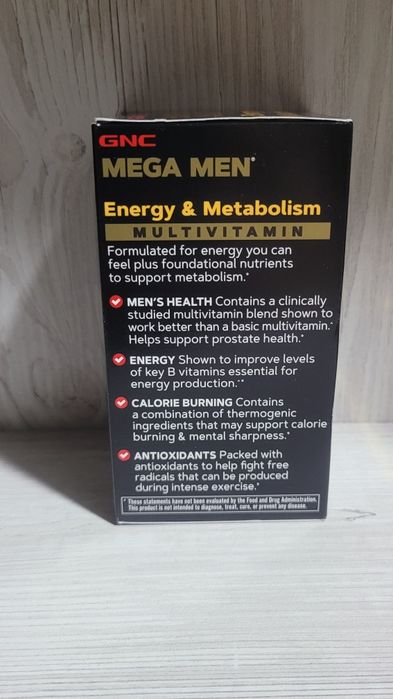 GNC
MEGA MEN®
Energy & Metabolism
MULTIVITAMIN
Formulated for energy you can
feel plus foundational nutrients
to support metabolism.*
MEN'S HEALTH Contains a clinically
studied multivitamin blend shown to
work better than a basic multivitamin.^
Helps support prostate health.*
ENERGY Shown to improve levels
of key B vitamins essential for
energy production.^*
CALORIE BURNING Contains
a combination of thermogenic
ingredients that may support calorie
burning & mental sharpness.*
ANTIOXIDANTS Packed with
antioxidants to help fight free
radicals that can be produced
during intense exercise.*
* These statements have not been evaluated by the Food and Drug Administration.
This product is not intended to diagnose, treat, cure, or prevent any disease.